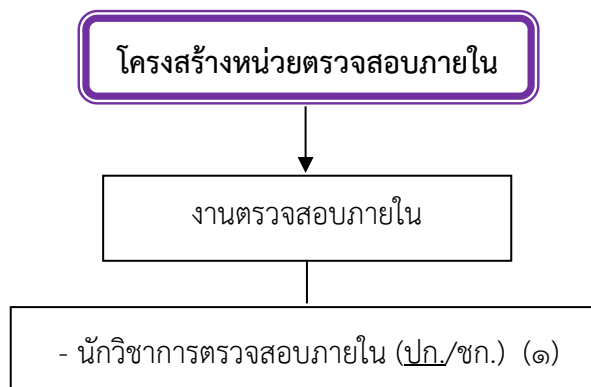 โครงสร้างหน่วยตรวจสอบภายใน
งานตรวจสอบภายใน
- นักวิชาการตรวจสอบภายใน (ปก./ชก.) (๑)